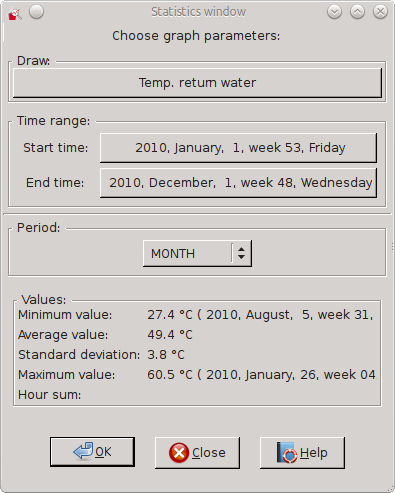 Statistics window
Choose graph parameters:
Draw:
Temp. return water
Time range:
Start time: 2010, January,  1, week 53, Friday
End time: 2010, December,  1, week 48, Wednesday
Period:
MONTH
Values:
Minimum value: 27.4 °C ( 2010, August,  5, week 31,
Average value: 49.4 °C
Standard deviation: 3.8 °C
Maximum value: 60.5 °C ( 2010, January, 26, week 04
Hour sum:
OK Close Help